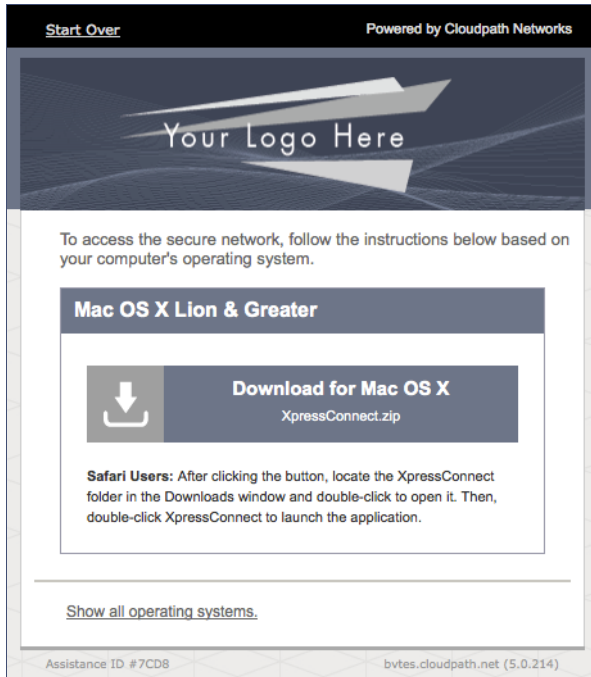 Start Over
Powered by Cloudpath Networks
Your Logo Here
To access the secure network, follow the instructions below based on
your computer's operating system.
Mac OS X Lion & Greater
Download for Mac OS X
XpressConnect.zip
Safari Users: After clicking the button, locate the XpressConnect
folder in the Downloads window and double-click to open it. Then,
double-click XpressConnect to launch the application.
Show all operating systems.
Assistance ID #7CD8
bvtes.cloudpath.net (5.0.214)